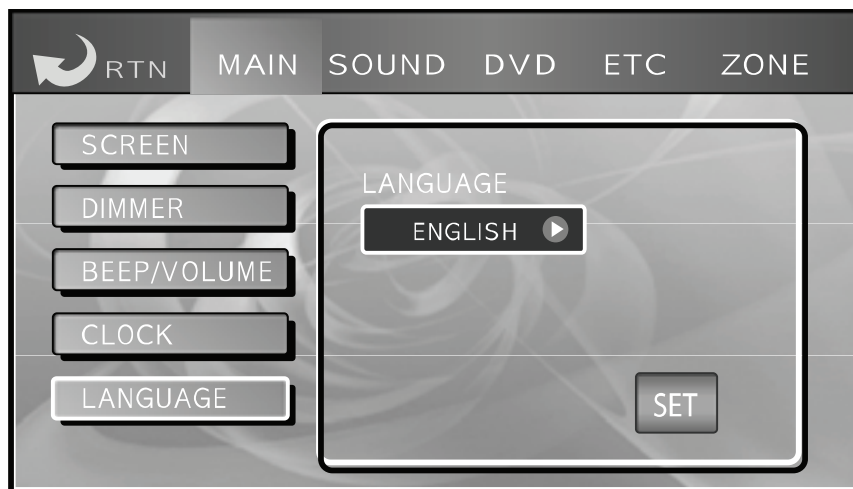 RTN MAIN SOUND DVD ETC ZONE
SCREEN
DIMMER
BEEP/VOLUME
CLOCK
LANGUAGE
LANGUAGE
ENGLISH
SET